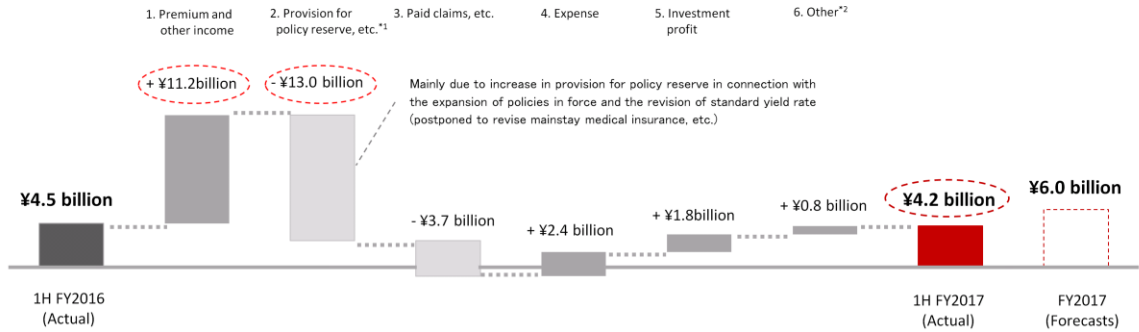 1. Premium and
other income
2. Provision for
policy reserve, etc.*1
3. Paid claims, etc.
4. Expense
5. Investment
profit
6. Other*2
+ ¥11.2billion
- ¥13.0 billion
Mainly due to increase in provision for policy reserve in connection with
the expansion of policies in force and the revision of standard yield rate
(postponed to revise mainstay medical insurance, etc.)
¥4.5 billion
- ¥3.7 billion
+ ¥2.4 billion
+ ¥1.8billion
+ ¥0.8 billion
¥4.2 billion
¥6.0 billion
1H FY2016
(Actual)
1H FY2017
(Actual)
FY2017
(Forecasts)